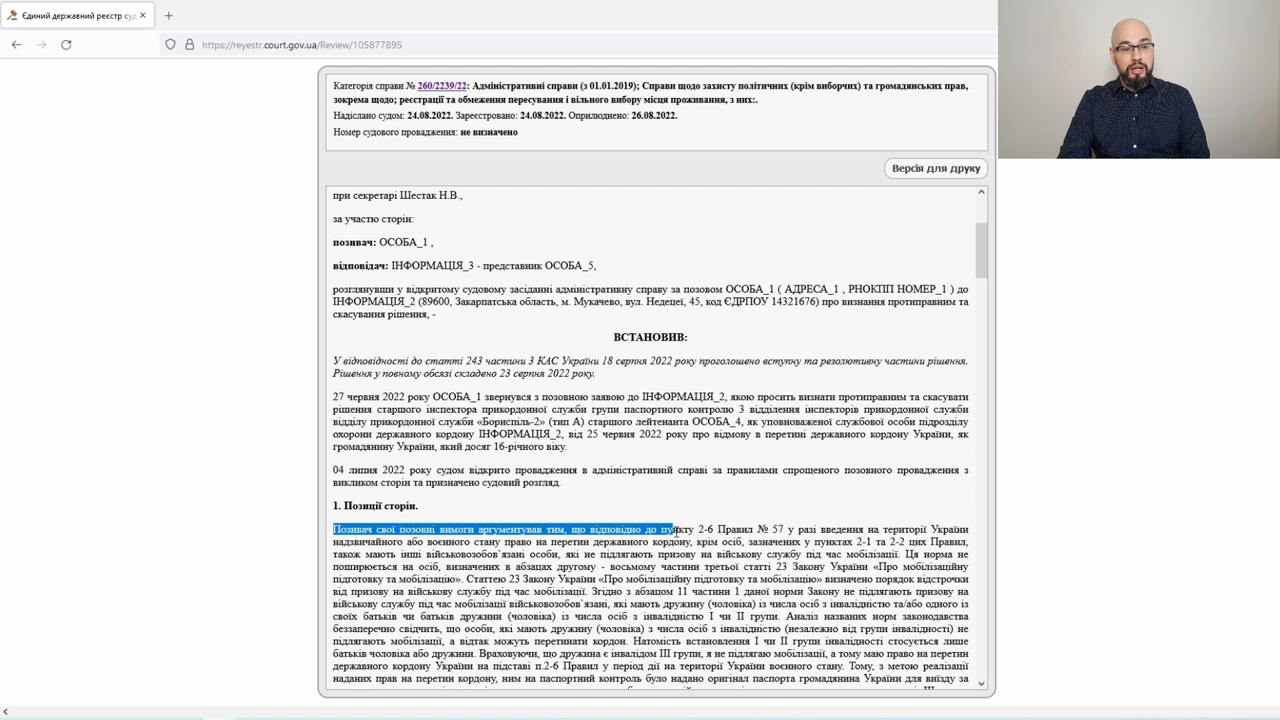 Єдиний державний реєстр суд
https://reyestr.court.gov.ua/Review/105877895
Категорія справи № 260/2239/22: Адміністративні справи (з 01.01.2019); Справи щодо захисту політичних (крім виборчих) та громадянських прав,
зокрема щодо; реєстрації та обмеження пересування і вільного вибору місця проживання, з них:.
Надіслано судом: 24.08.2022. Зареєстровано: 24.08.2022. Оприлюднено: 26.08.2022.
Номер судового провадження: не визначено
Версія для друку
при секретарі Шестак Н.В.,
за участю сторін:
позивач: ОСОБА_1 ,
відповідач: ІНФОРМАЦІЯ_3 - представник ОСОБА_5,
розглянувши у відкритому судовому засіданні адміністративну справу за позовом ОСОБА_1 ( АДРЕСА_1 , РНОКПП НОМЕР_1 ) до
ІНФОРМАЦІЯ_2 (89600, Закарпатська область, м. Мукачево, вул. Недецеї, 45, код ЄДРПОУ 14321676) про визнання протиправним та
скасування рішення, -
ВСТАНОВИВ:
У відповідності до статті 243 частини 3 КАС України 18 серпня 2022 року проголошено вступну та резолютивну частини рішення.
Рішення у повному обсязі складено 23 серпня 2022 року.
27 червня 2022 року ОСОБА_1 звернувся з позовною заявою до ІНФОРМАЦІЯ_2, якою просить визнати протиправним та скасувати
рішення старшого інспектора прикордонної служби групи паспортного контролю 3 відділення інспекторів прикордонної служби
відділу прикордонної служби «Бориспіль-2» (тип А) старшого лейтенанта ОСОБА_4, як уповноваженої службової особи підрозділу
охорони державного кордону ІНФОРМАЦІЯ_2, від 25 червня 2022 року про відмову в перетині державного кордону України, як
громадянину України, який досяг 16-річного віку.
04 липня 2022 року судом відкрито провадження в адміністративній справі за правилами спрощеного позовного провадження з
викликом сторін та призначено судовий розгляд.
1. Позиції сторін.
Позивач свої позовні вимоги аргументував тим, що відповідно до пункту 2-6 Правил № 57 у разі введення на території України
надзвичайного або воєнного стану право на перетин державного кордону, крім осіб, зазначених у пунктах 2-1 та 2-2 цих Правил,
також мають інші військовозобов`язані особи, які не підлягають призову на військову службу під час мобілізації. Ця норма не
поширюється на осіб, визначених в абзацах другому - восьмому частини третьої статті 23 Закону України «Про мобілізаційну
підготовку та мобілізацію». Статтею 23 Закону України «Про мобілізаційну підготовку та мобілізацію» визначено порядок відстрочки
від призову на військову службу під час мобілізації. Згідно з абзацом 11 частини 1 даної норми Закону не підлягають призову на
військову службу під час мобілізації військовозобов`язані, які мають дружину (чоловіка) із числа осіб з інвалідністю та/або одного із
своїх батьків чи батьків дружини (чоловіка) із числа осіб з інвалідністю I чи II групи. Аналіз названих норм законодавства
беззаперечно свідчить, що особи, які мають дружину (чоловіка) з числа осіб з інвалідністю (незалежно від групи інвалідності) не
підлягають мобілізації, а відтак можуть перетинати кордон. Натомість встановлення I чи II групи інвалідності стосується лише
батьків чоловіка або дружини. Враховуючи, що дружина є інвалідом III групи, я не підлягаю мобілізації, а тому маю право на перетин
державного кордону України на підставі п.2-6 Правил у період дії на території України воєнного стану. Тому, з метою реалізації
наданих прав на перетин кордону, ним на паспортний контроль було надано оригінал паспорта громадянина України для виїзду за